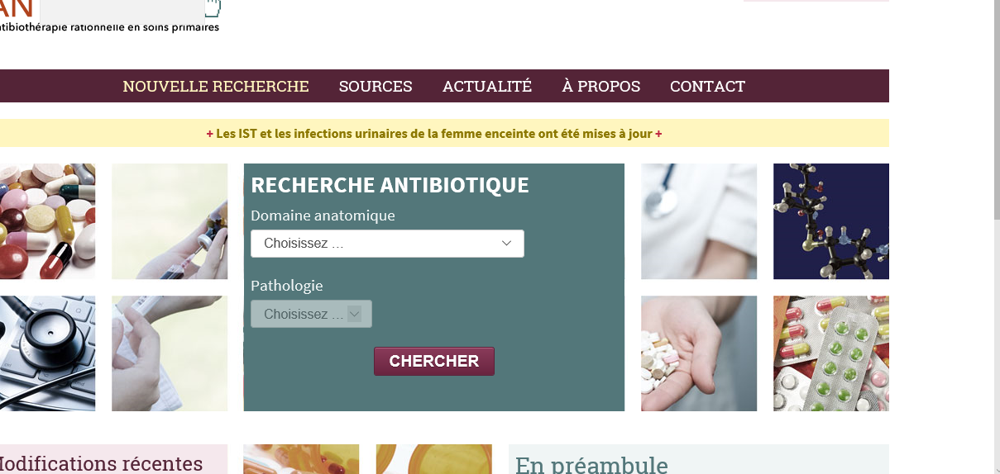 AN
ntibiothérapie rationnelle en soins primaires
NOUVELLE RECHERCHE SOURCES ACTUALITÉ À PROPOS CONTACT
+ Les IST et les infections urinaires de la femme enceinte ont été mises à jour +
RECHERCHE ANTIBIOTIQUE
Domaine anatomique
Choisissez ...
Pathologie
Choisissez ...
CHERCHER
Modifications récentes
En préambule